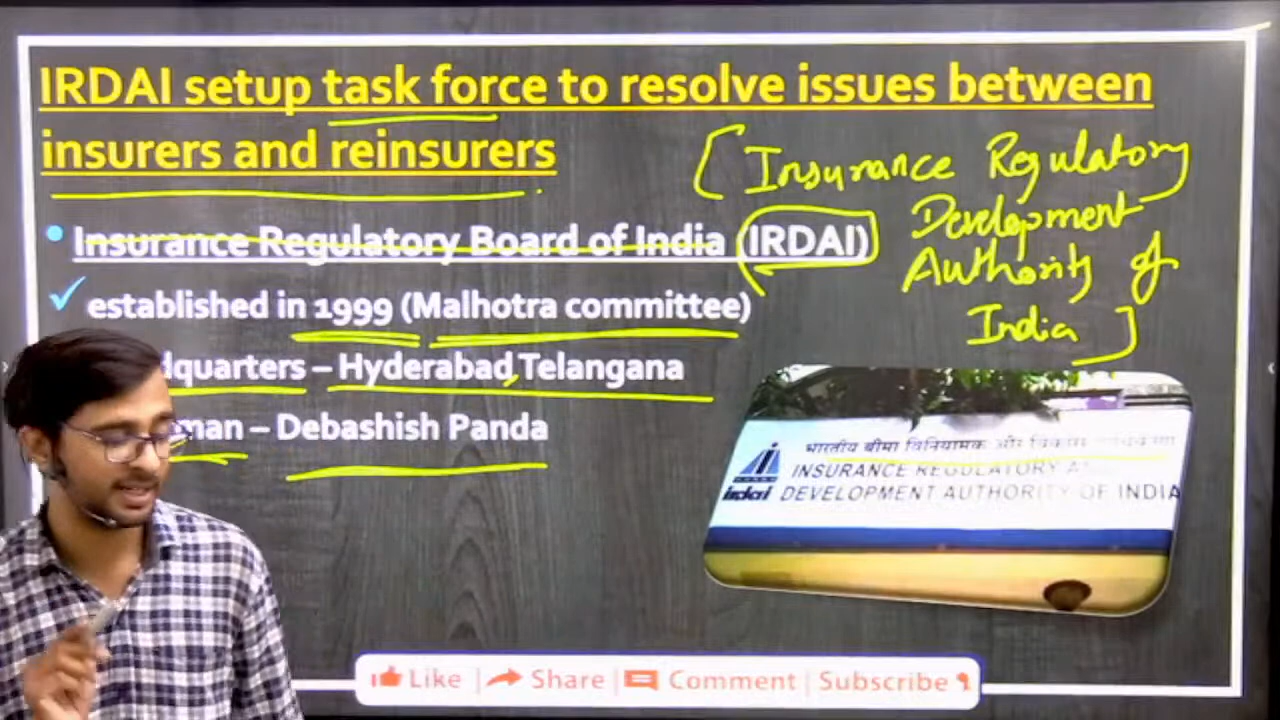 IRDAI setup task force to resolve issues between
insurers and reinsurers
[Insurance Regulatory
Development
Authority of
India]
Insurance Regulatory Board of India (IRDAI)
established in 1999 (Malhotra committee)
dquarters – Hyderabad,Telangana
man – Debashish Panda
भारतीय बीमा विनियामक और विकास
irdai
INSURANCE REGULATORY A
DEVELOPMENT AUTHORITY OF INDIA
Like | Share | Comment | Subscribe